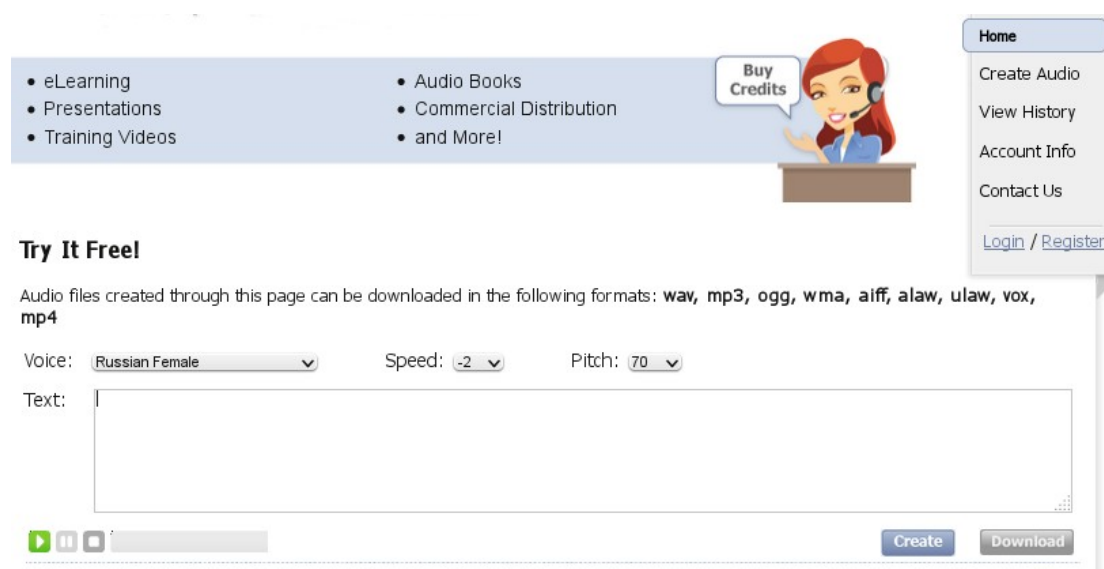 • eLearning
• Presentations
• Training Videos
• Audio Books
• Commercial Distribution
• and More!
Buy
Credits
Home
Create Audio
View History
Account Info
Contact Us
Login / Register
Try It Free!
Audio files created through this page can be downloaded in the following formats: wav, mp3, ogg, wma, aiff, alaw, ulaw, vox,
mp4
Voice: Russian Female Speed: -2 Pitch: 70
Text:
Create Download